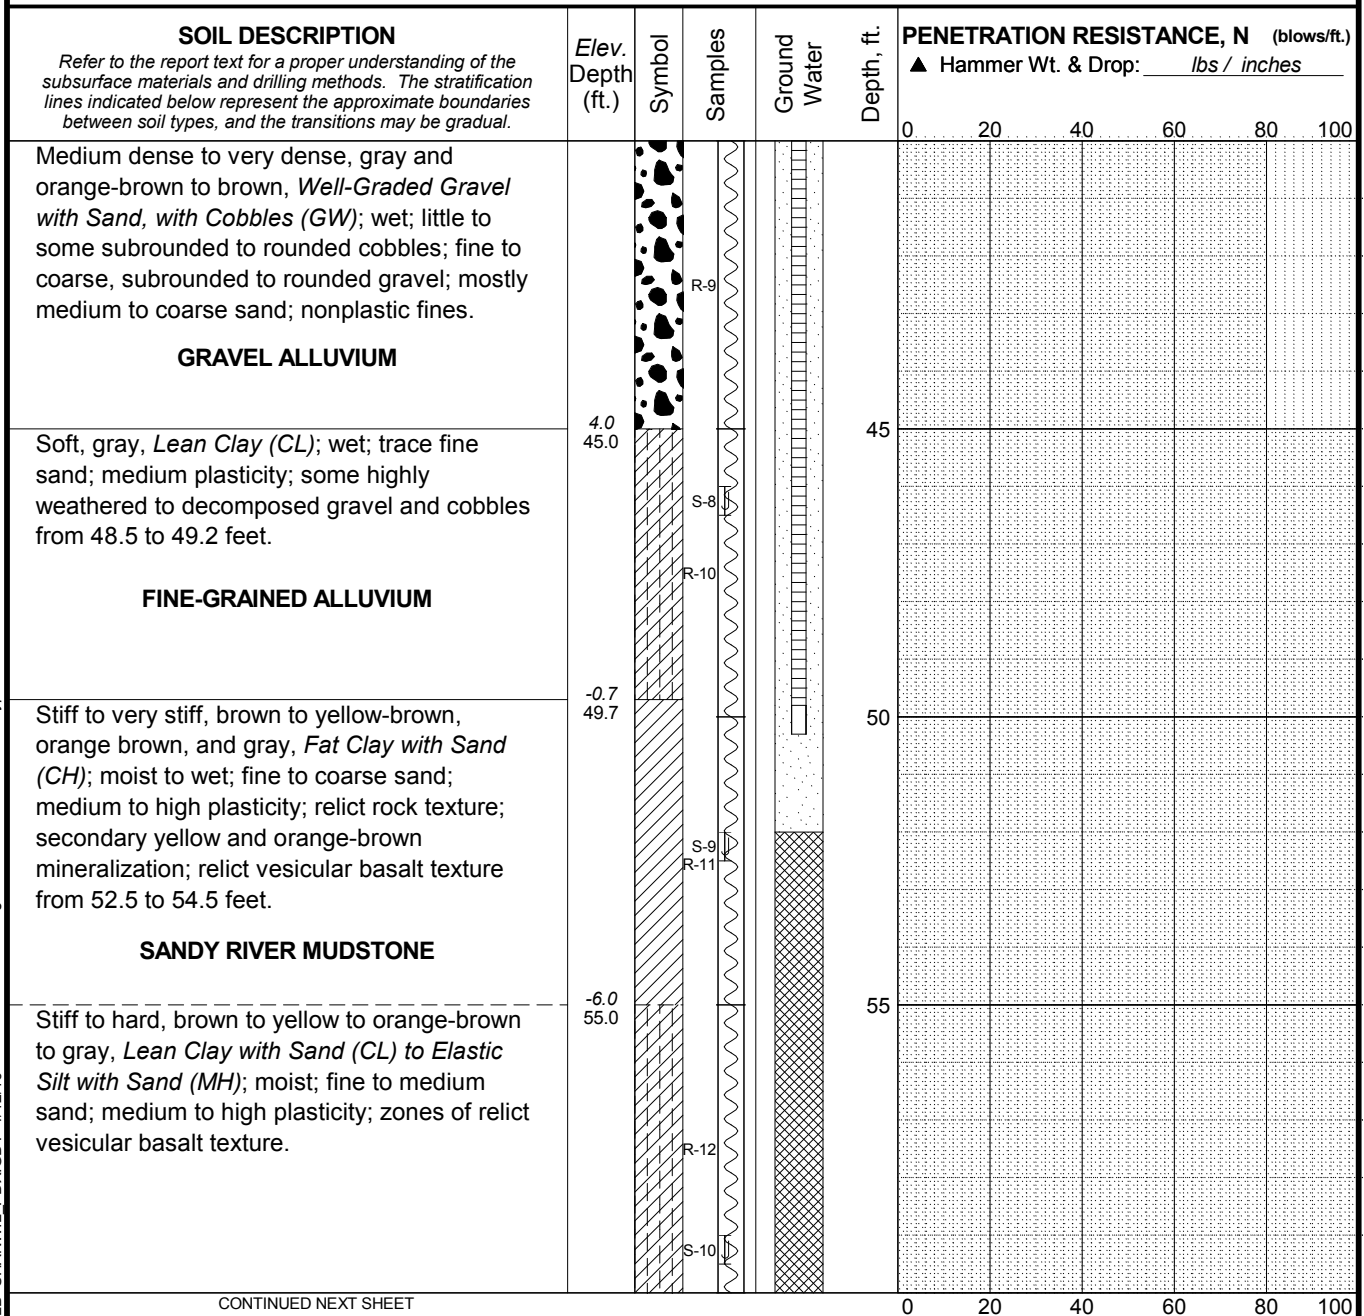 SOIL DESCRIPTION
Refer to the report text for a proper understanding of the
subsurface materials and drilling methods. The stratification
lines indicated below represent the approximate boundaries
between soil types, and the transitions may be gradual.
Elev.
Depth
(ft.)
Symbol
Samples
Ground
Water
Depth, ft.
PENETRATION RESISTANCE, N (blows/ft.)
▲ Hammer Wt. & Drop: lbs / inches
0 20 40 60 80 100
Medium dense to very dense, gray and
orange-brown to brown, Well-Graded Gravel
with Sand, with Cobbles (GW); wet; little to
some subrounded to rounded cobbles; fine to
coarse, subrounded to rounded gravel; mostly
medium to coarse sand; nonplastic fines.
GRAVEL ALLUVIUM
R-9
4.0
45.0
45
Soft, gray, Lean Clay (CL); wet; trace fine
sand; medium plasticity; some highly
weathered to decomposed gravel and cobbles
from 48.5 to 49.2 feet.
FINE-GRAINED ALLUVIUM
S-8
R-10
-0.7
49.7
50
Stiff to very stiff, brown to yellow-brown,
orange brown, and gray, Fat Clay with Sand
(CH); moist to wet; fine to coarse sand;
medium to high plasticity; relict rock texture;
secondary yellow and orange-brown
mineralization; relict vesicular basalt texture
from 52.5 to 54.5 feet.
SANDY RIVER MUDSTONE
S-9
R-11
-6.0
55.0
55
Stiff to hard, brown to yellow to orange-brown
to gray, Lean Clay with Sand (CL) to Elastic
Silt with Sand (MH); moist; fine to medium
sand; medium to high plasticity; zones of relict
vesicular basalt texture.
R-12
S-10
CONTINUED NEXT SHEET
0 20 40 60 80 100